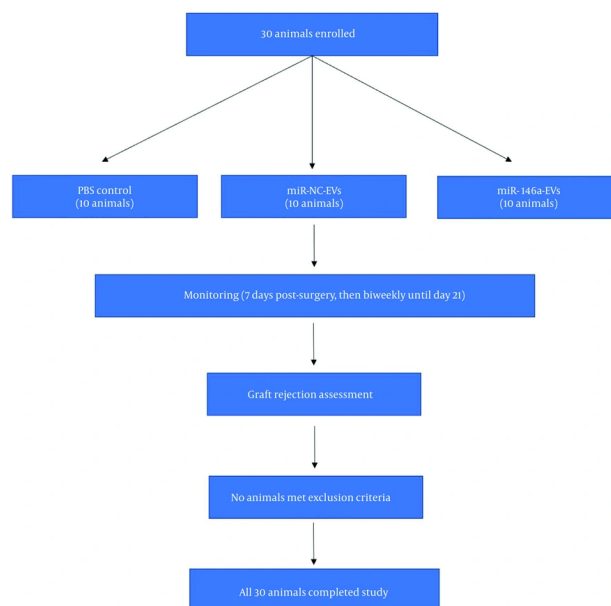 30 animals enrolled
PBS control
(10 animals)
miR-NC-EVs
(10 animals)
miR-146a-EVs
(10 animals)
Monitoring (7 days post-surgery, then biweekly until day 21)
Graft rejection assessment
No animals met exclusion criteria
All 30 animals completed study